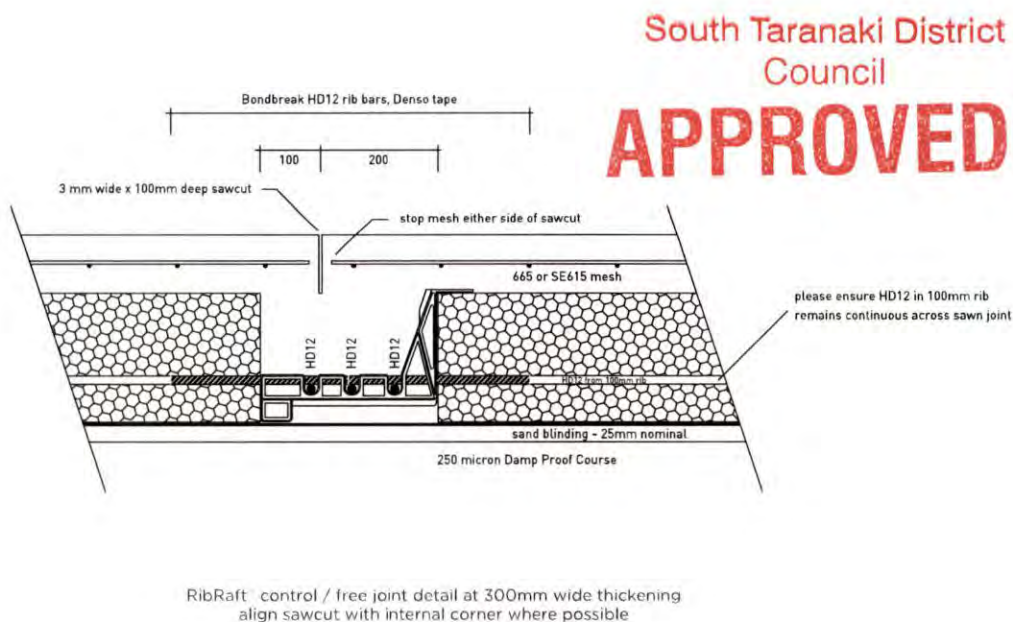 South Taranaki District
Council
APPROVED
Bondbreak HD12 rib bars, Denso tape
100
200
3 mm wide x 100mm deep sawcut
stop mesh either side of sawcut
665 or SE615 mesh
please ensure HD12 in 100mm rib
remains continuous across sawn joint
HD12
HD12
HD12
HD12 from 100mm rib
sand blinding - 25mm nominal
250 micron Damp Proof Course
RibRaft control / free joint detail at 300mm wide thickening
align sawcut with internal corner where possible